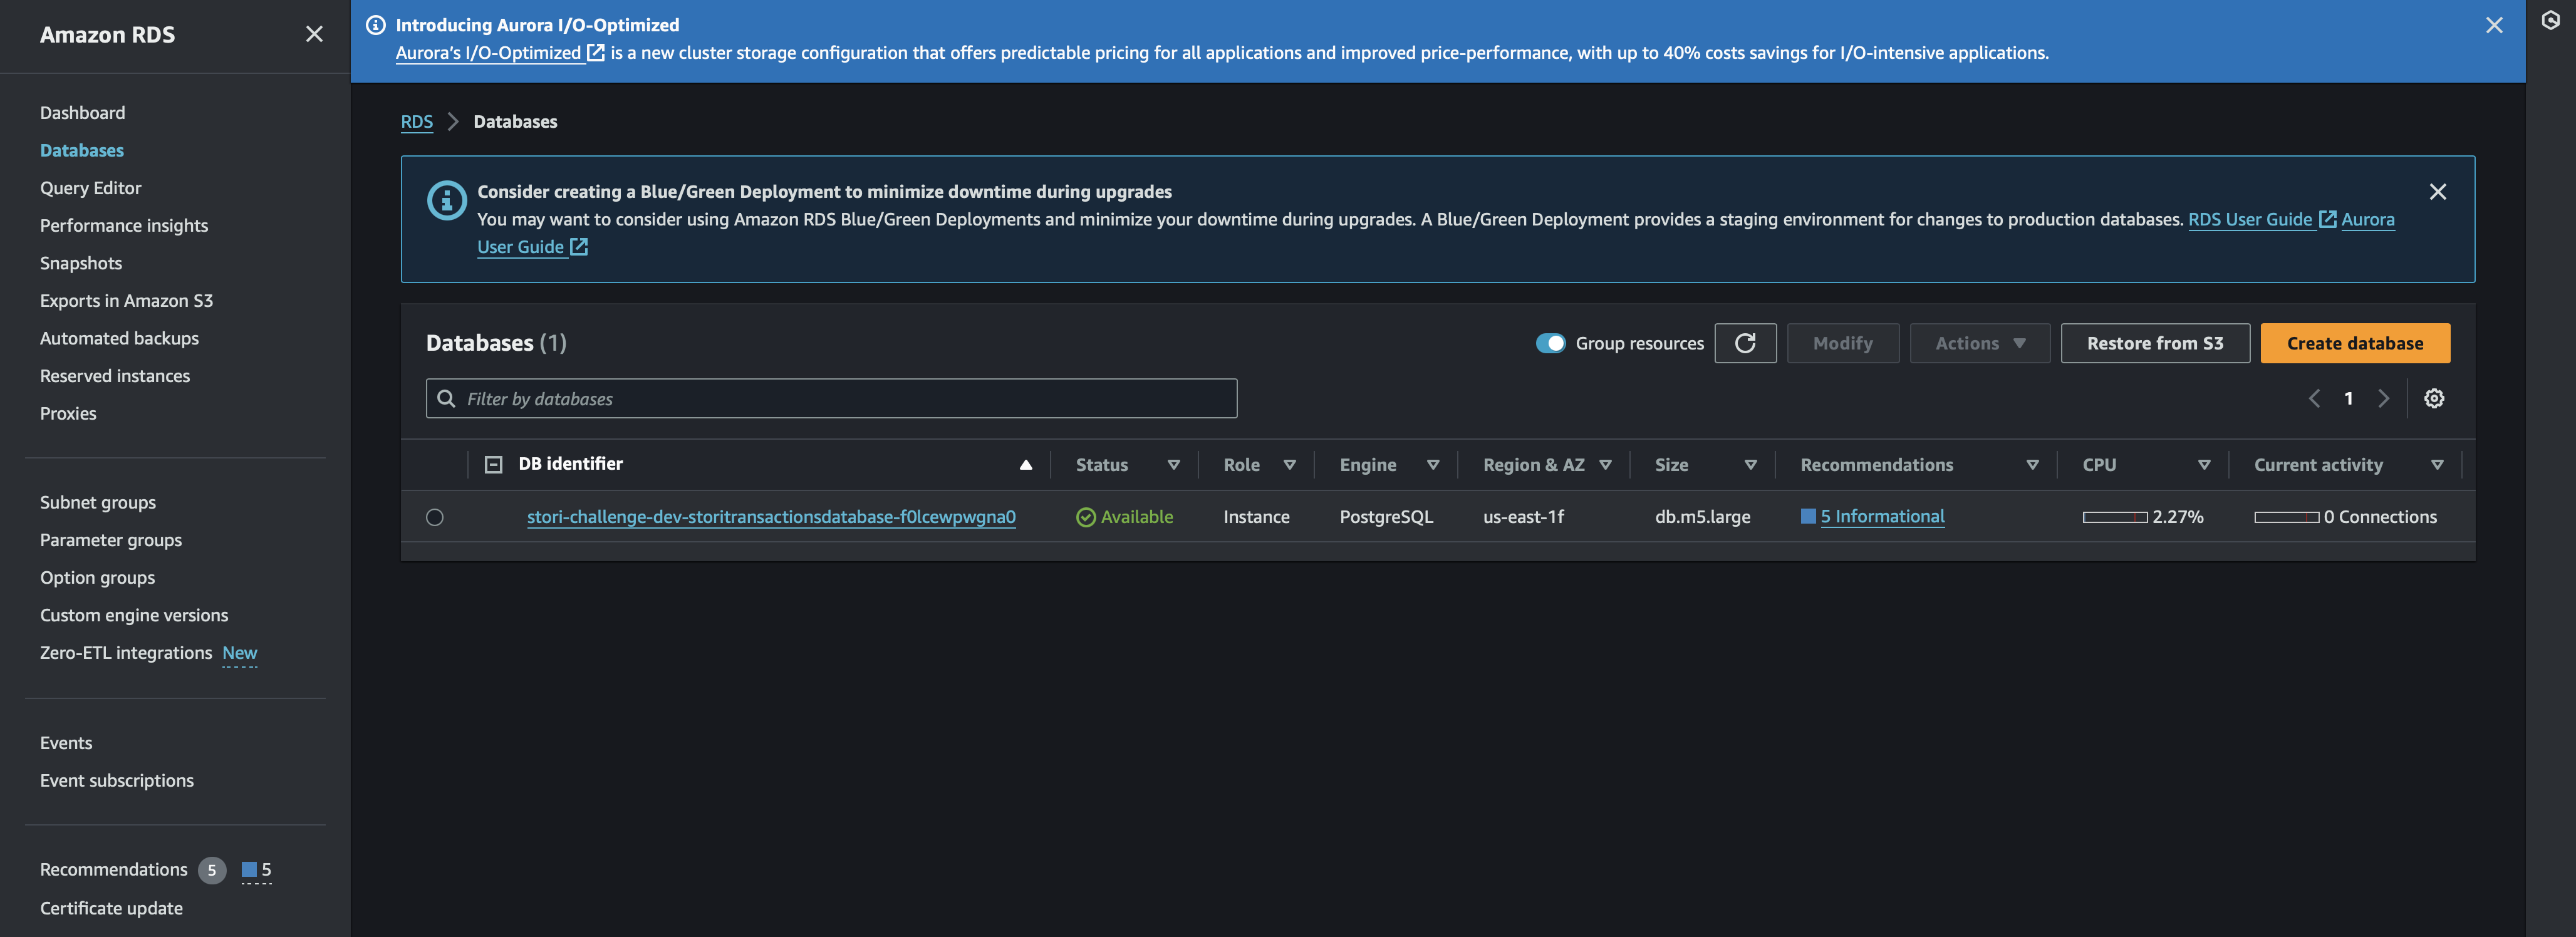 Amazon RDS
Dashboard
Databases
Query Editor
Performance insights
Snapshots
Exports in Amazon S3
Automated backups
Reserved instances
Proxies
Subnet groups
Parameter groups
Option groups
Custom engine versions
Zero-ETL integrations New
Events
Event subscriptions
Recommendations 5 5
Certificate update
Introducing Aurora I/O-Optimized
Aurora's I/O-Optimized is a new cluster storage configuration that offers predictable pricing for all applications and improved price-performance, with up to 40% costs savings for I/O-intensive applications.
RDS Databases
Consider creating a Blue/Green Deployment to minimize downtime during upgrades
You may want to consider using Amazon RDS Blue/Green Deployments and minimize your downtime during upgrades. A Blue/Green Deployment provides a staging environment for changes to production databases. RDS User Guide Aurora
User Guide
Databases (1) Group resources Modify Actions Restore from S3 Create database
Filter by databases 1
DB identifier Status Role Engine Region & AZ Size Recommendations CPU Current activity
stori-challenge-dev-storitransactionsdatabase-f0lcewpwgna0 Available Instance PostgreSQL us-east-1f db.m5.large 5 Informational 2.27% 0 Connections